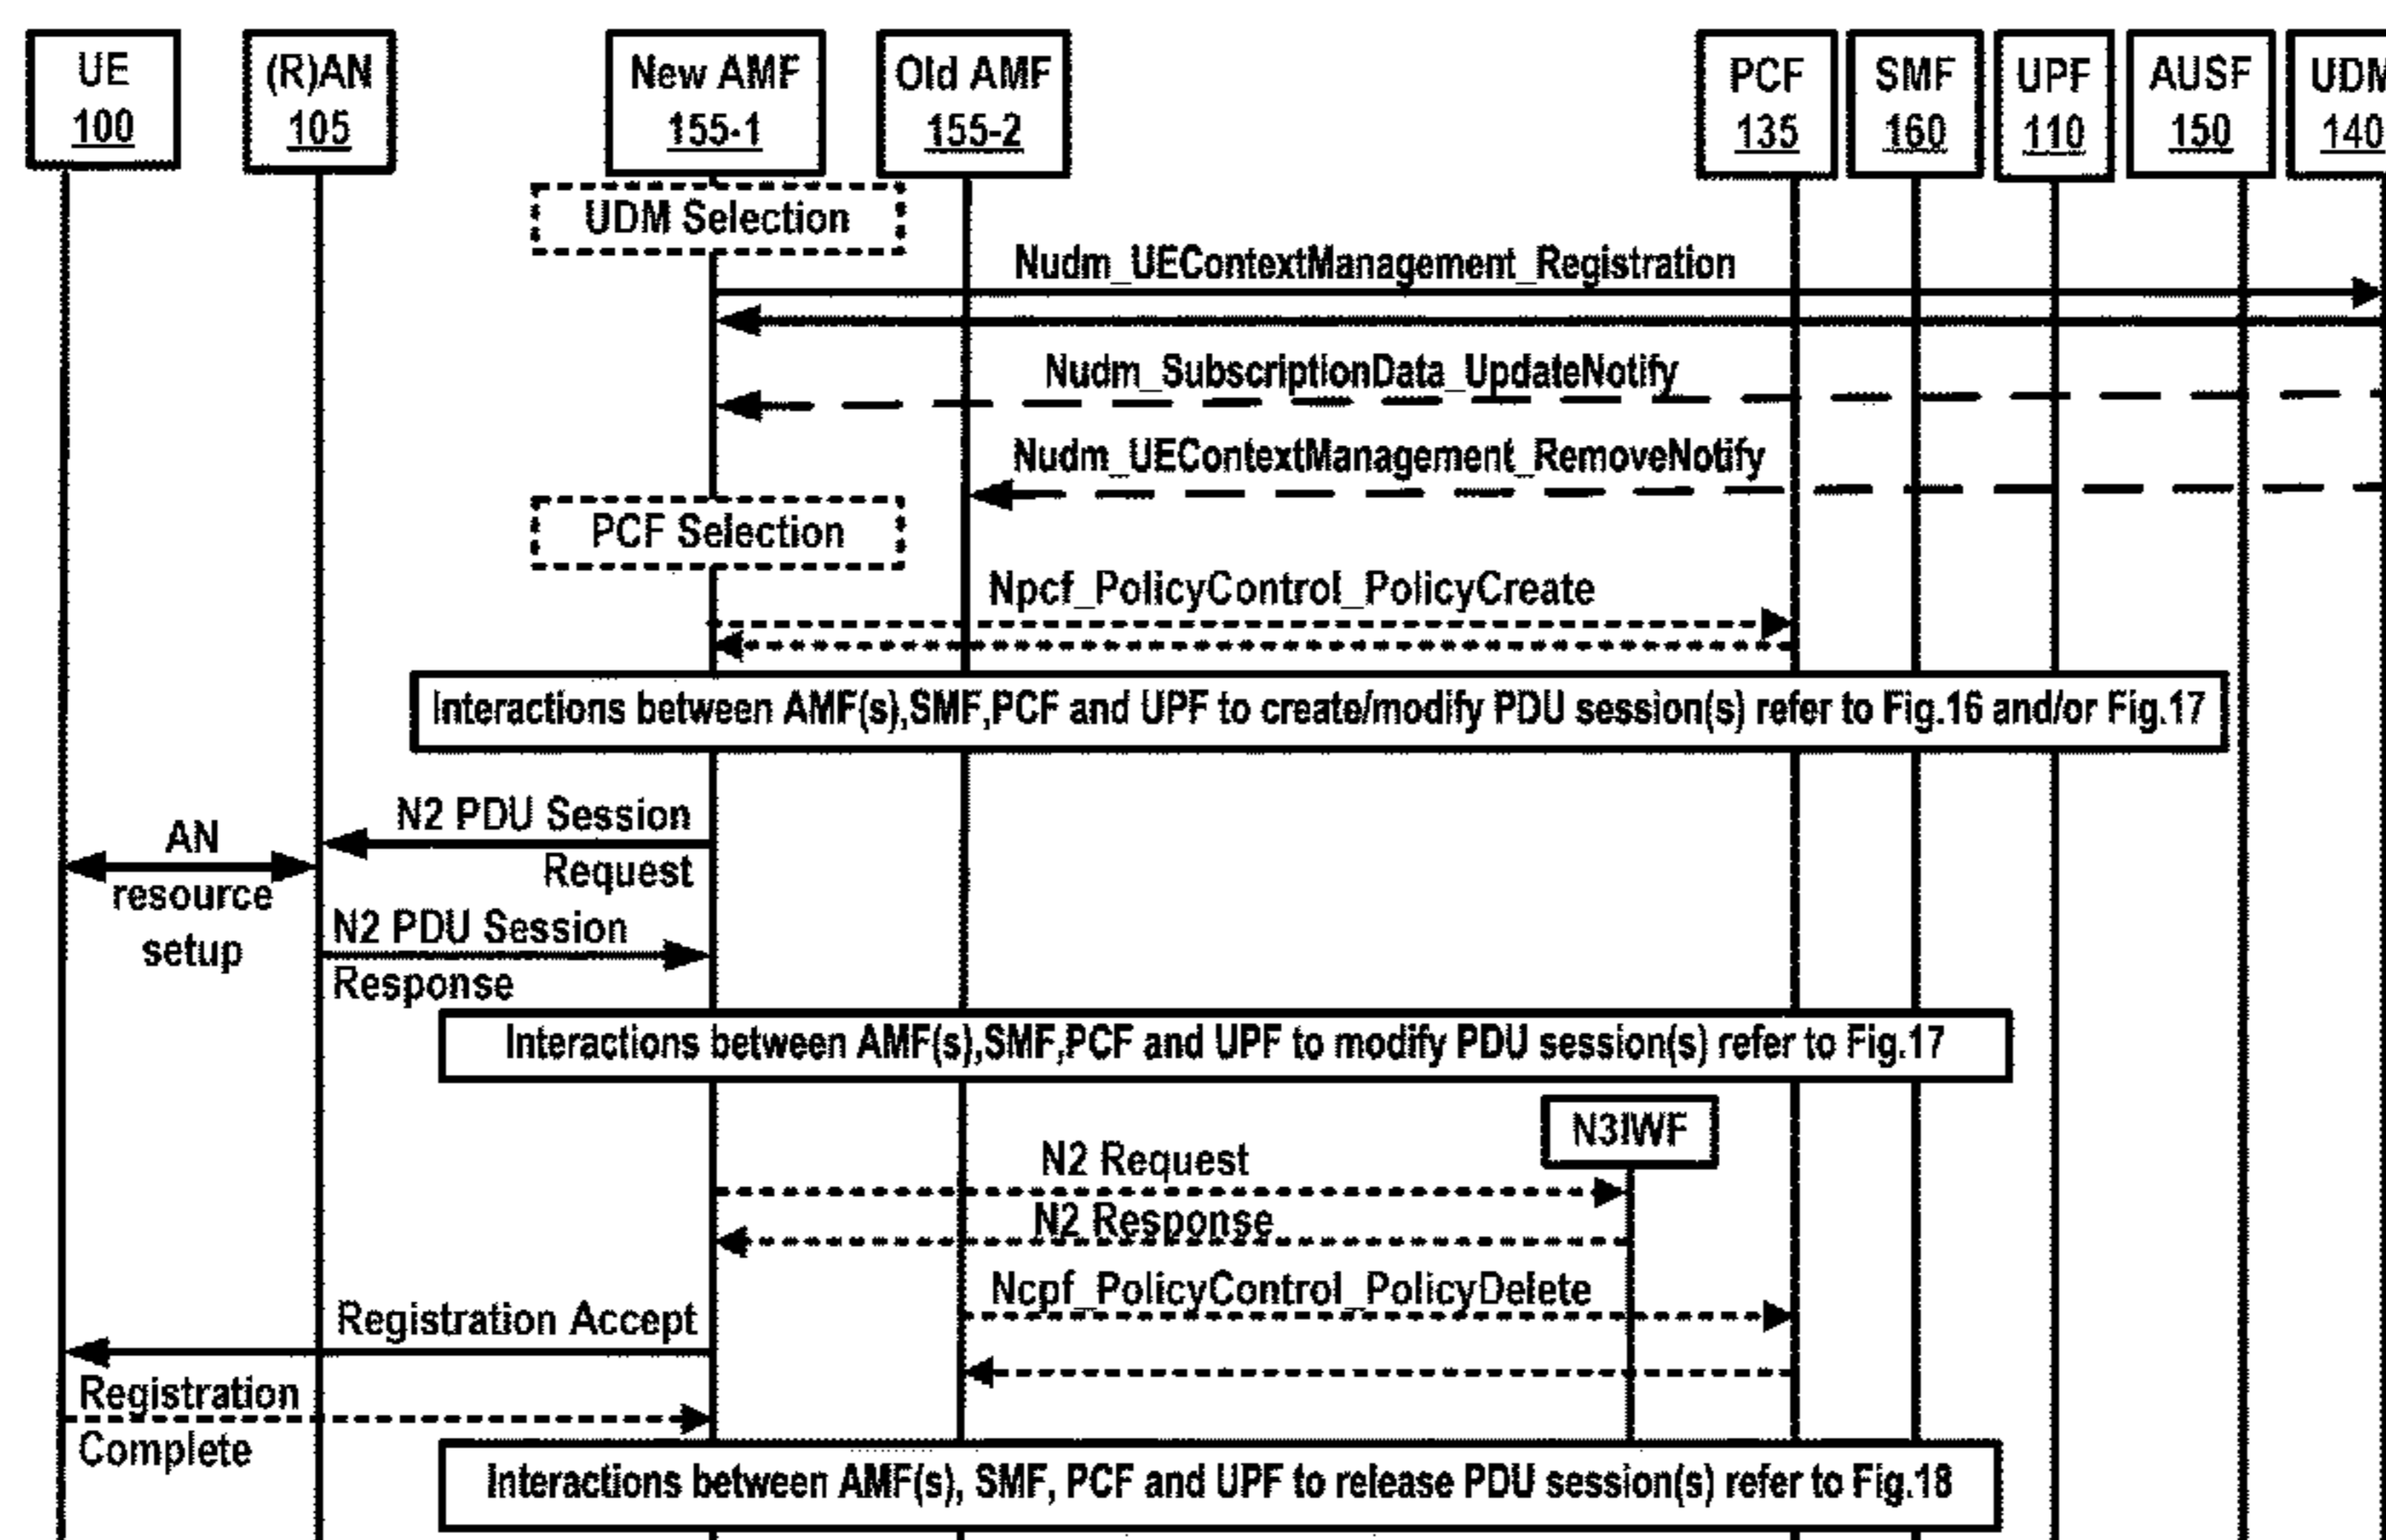 UE
100
(R)AN
105
New AMF
155-1
Old AMF
155-2
PCF
135
SMF
160
UPF
110
AUSF
150
UDM
140
UDM Selection
Nudm_UEContextManagement_Registration
Nudm_SubscriptionData_UpdateNotify
Nudm_UEContextManagement_RemoveNotify
PCF Selection
Npcf_PolicyControl_PolicyCreate
Interactions between AMF(s),SMF,PCF and UPF to create/modify PDU session(s) refer to Fig.16 and/or Fig.17
N2 PDU Session
Request
AN
resource
setup
N2 PDU Session
Response
Interactions between AMF(s),SMF,PCF and UPF to modify PDU session(s) refer to Fig.17
N3IWF
N2 Request
N2 Response
Ncpf_PolicyControl_PolicyDelete
Registration Accept
Registration
Complete
Interactions between AMF(s), SMF, PCF and UPF to release PDU session(s) refer to Fig.18